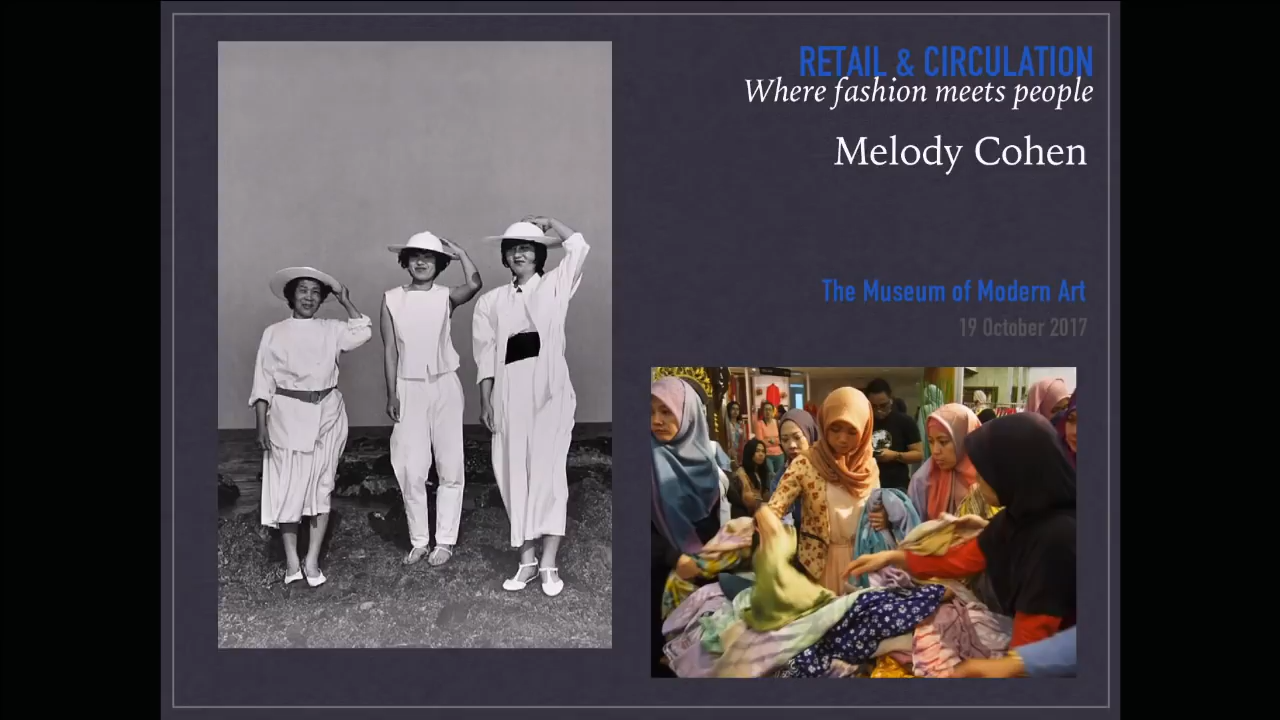 RETAIL & CIRCULATION
Where fashion meets people
Melody Cohen
The Museum of Modern Art
19 October 2017